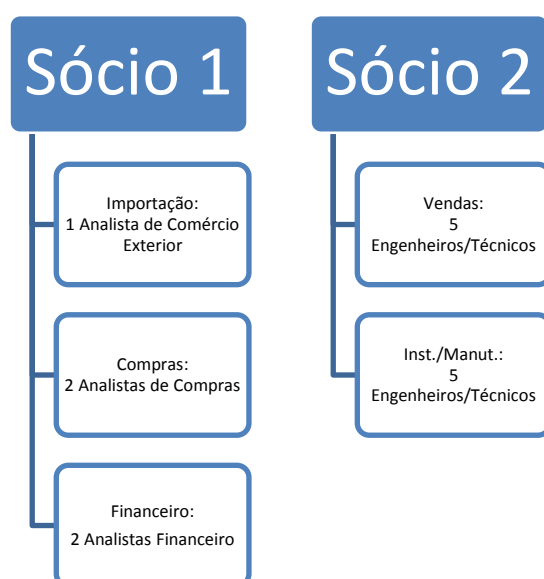 Sócio 1
Importação:
1 Analista de Comércio
Exterior
Compras:
2 Analistas de Compras
Financeiro:
2 Analistas Financeiro
Sócio 2
Vendas:
5
Engenheiros/Técnicos
Inst./Manut.:
5
Engenheiros/Técnicos